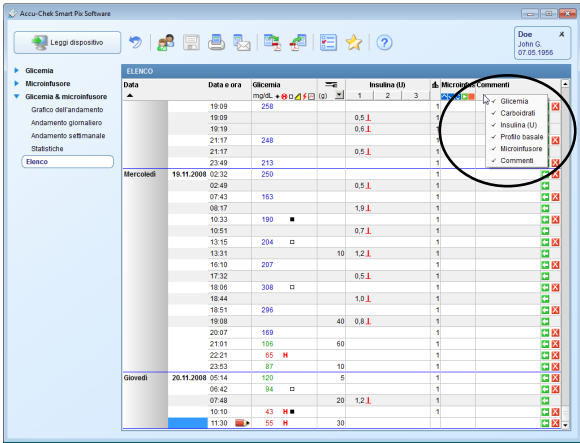 Accu-Chek Smart Pix Software
Leggi dispositivo
?
Doe
John G.
07.05.1956
Glicemia
Microinfusore
Glicemia & microinfusore
Grafico dell'andamento
Andamento giornaliero
Andamento settimanale
Statistiche
Elenco
ELENCO
Data Data e ora Glicemia Insulina (U) Microinfus Commenti
mg/dL (g) 1 2 3
19:09 258 1
19:09 0,5 1
19:19 0,6 1
21:17 248 1
21:17 0,5 1
23:49 213 1
Mercoledì 19.11.2008 02:32 250 1
02:49 0,5 1
07:43 163 1
08:17 1,9 1
10:33 190 1
10:51 0,7 1
13:15 204 1
13:31 10 1,2 1
16:10 207 1
17:32 0,5 1
18:06 308 1
18:44 1,0 1
18:51 296 1
19:08 40 0,8 1
20:07 169 1
21:01 106 60 1
22:21 65 H 1
23:53 87 10 1
Giovedì 20.11.2008 05:14 120 5 1
06:42 94 1
07:48 20 1,2 1
10:10 43 H 1
11:30 55 H 30
Glicemia
Carboidrati
Insulina (U)
Profilo basale
Microinfusore
Commenti